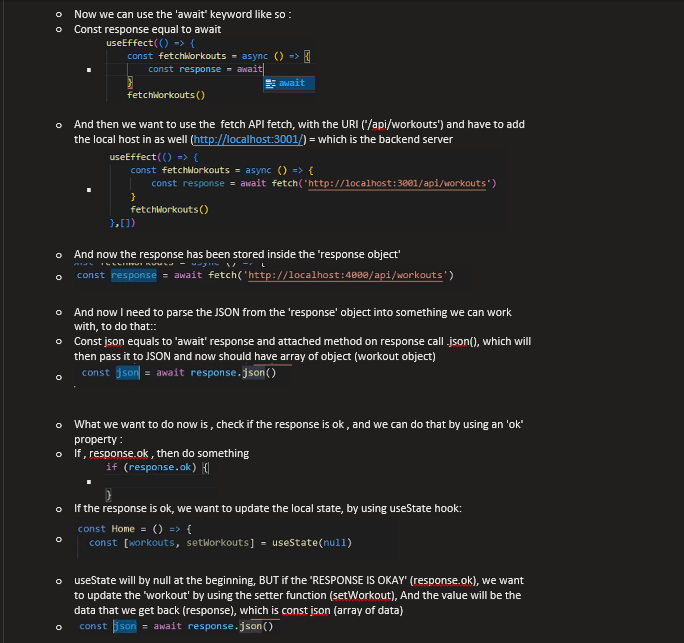 Now we can use the 'await' keyword like so :
Const response equal to await
useEffect(() => {
const fetchWorkouts = async () => {
const response = await
await
}
fetchWorkouts()
And then we want to use the fetch API fetch, with the URI ('/api/workouts') and have to add
the local host in as well (http://localhost:3001/) = which is the backend server
useEffect(() => {
const fetchWorkouts = async () => {
const response = await fetch('http://localhost:3001/api/workouts')
}
fetchWorkouts()
},[])
And now the response has been stored inside the 'response object'
const response = await fetch('http://localhost:4000/api/workouts')
And now I need to parse the JSON from the 'response' object into something we can work
with, to do that::
Const json equals to 'await' response and attached method on response call .json(), which will
then pass it to JSON and now should have array of object (workout object)
const json = await response.json()
What we want to do now is , check if the response is ok , and we can do that by using an 'ok'
property :
If , response.ok , then do something
if (response.ok) {
}
If the response is ok, we want to update the local state, by using useState hook:
const Home = () => {
const [workouts, setWorkouts] = useState(null)
useState will by null at the beginning, BUT if the 'RESPONSE IS OKAY' (response.ok), we want
to update the 'workout' by using the setter function (setWorkout), And the value will be the
data that we get back (response), which is const json (array of data)
const json = await response.json()